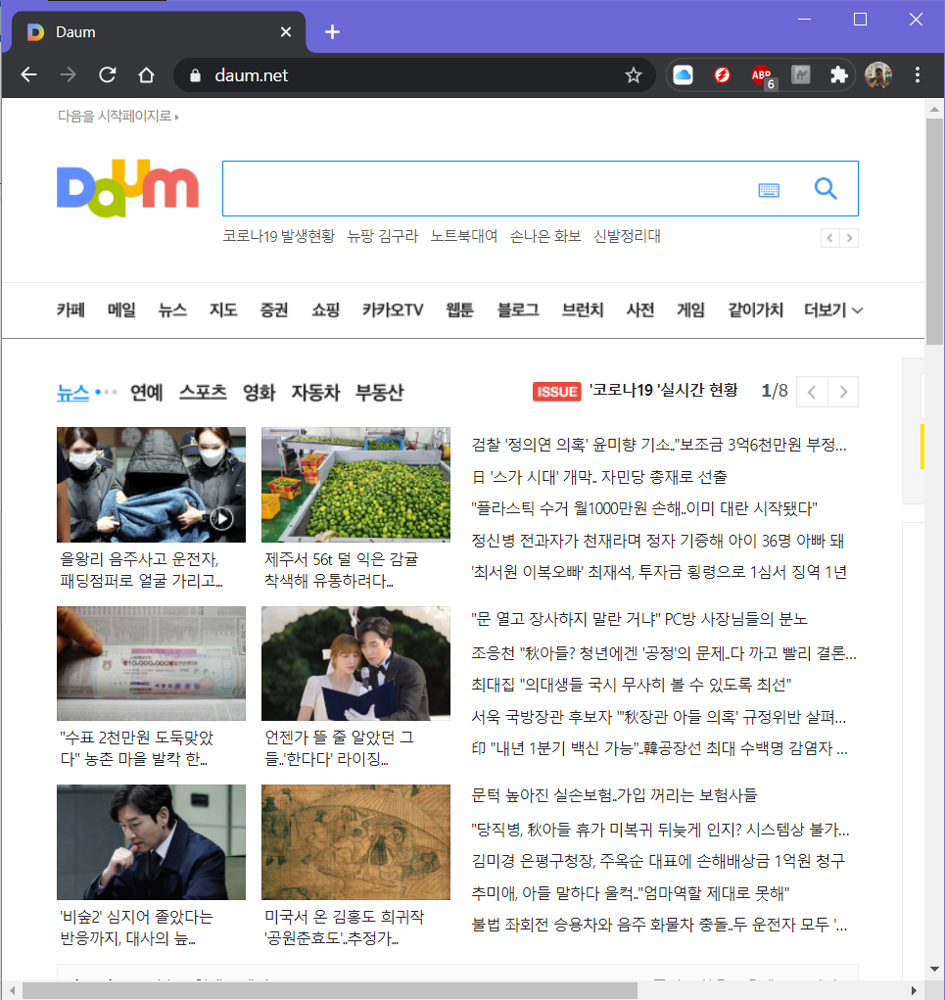 Daum
daum.net
ABP
6
다음을 시작페이지로
Daum
코로나19 발생현황 뉴팡 김구라 노트북대여 손나은 화보 신발정리대
카페 메일 뉴스 지도 증권 쇼핑 카카오TV 웹툰 블로그 브런치 사전 게임 같이가치 더보기
뉴스 연예 스포츠 영화 자동차 부동산
ISSUE '코로나19 '실시간 현황 1/8
을왕리 음주사고 운전자,
패딩점퍼로 얼굴 가리고...
제주서 56t 덜 익은 감귤
착색해 유통하려다...
"수표 2천만원 도둑맞았
다" 농촌 마을 발칵 한...
언젠가 뜰 줄 알았던 그
들..'한다다' 라이징...
'비숲2' 심지어 졸았다는
반응까지, 대사의 늪...
미국서 온 김홍도 희귀작
'공원춘효도'..추정가...
검찰 '정의연 의혹' 윤미향 기소.."보조금 3억6천만원 부정...
日 '스가 시대' 개막.. 자민당 총재로 선출
"플라스틱 수거 월1000만원 손해..이미 대란 시작됐다"
정신병 전과자가 천재라며 정자 기증해 아이 36명 아빠 돼
'최서원 이복오빠' 최재석, 투자금 횡령으로 1심서 징역 1년
"문 열고 장사하지 말란 거냐" PC방 사장님들의 분노
조응천 "秋아들? 청년에겐 '공정'의 문제..다 까고 빨리 결론...
최대집 "의대생들 국시 무사히 볼 수 있도록 최선"
서욱 국방장관 후보자 "'秋장관 아들 의혹' 규정위반 살펴...
印 "내년 1분기 백신 가능"..韓공장선 최대 수백명 감염자 ...
문턱 높아진 실손보험..가입 꺼리는 보험사들
"당직병, 秋아들 휴가 미복귀 뒤늦게 인지? 시스템상 불가...
김미경 은평구청장, 주옥순 대표에 손해배상금 1억원 청구
추미애, 아들 말하다 울컥.."엄마역할 제대로 못해"
불법 좌회전 승용차와 음주 화물차 충돌..두 운전자 모두 '...